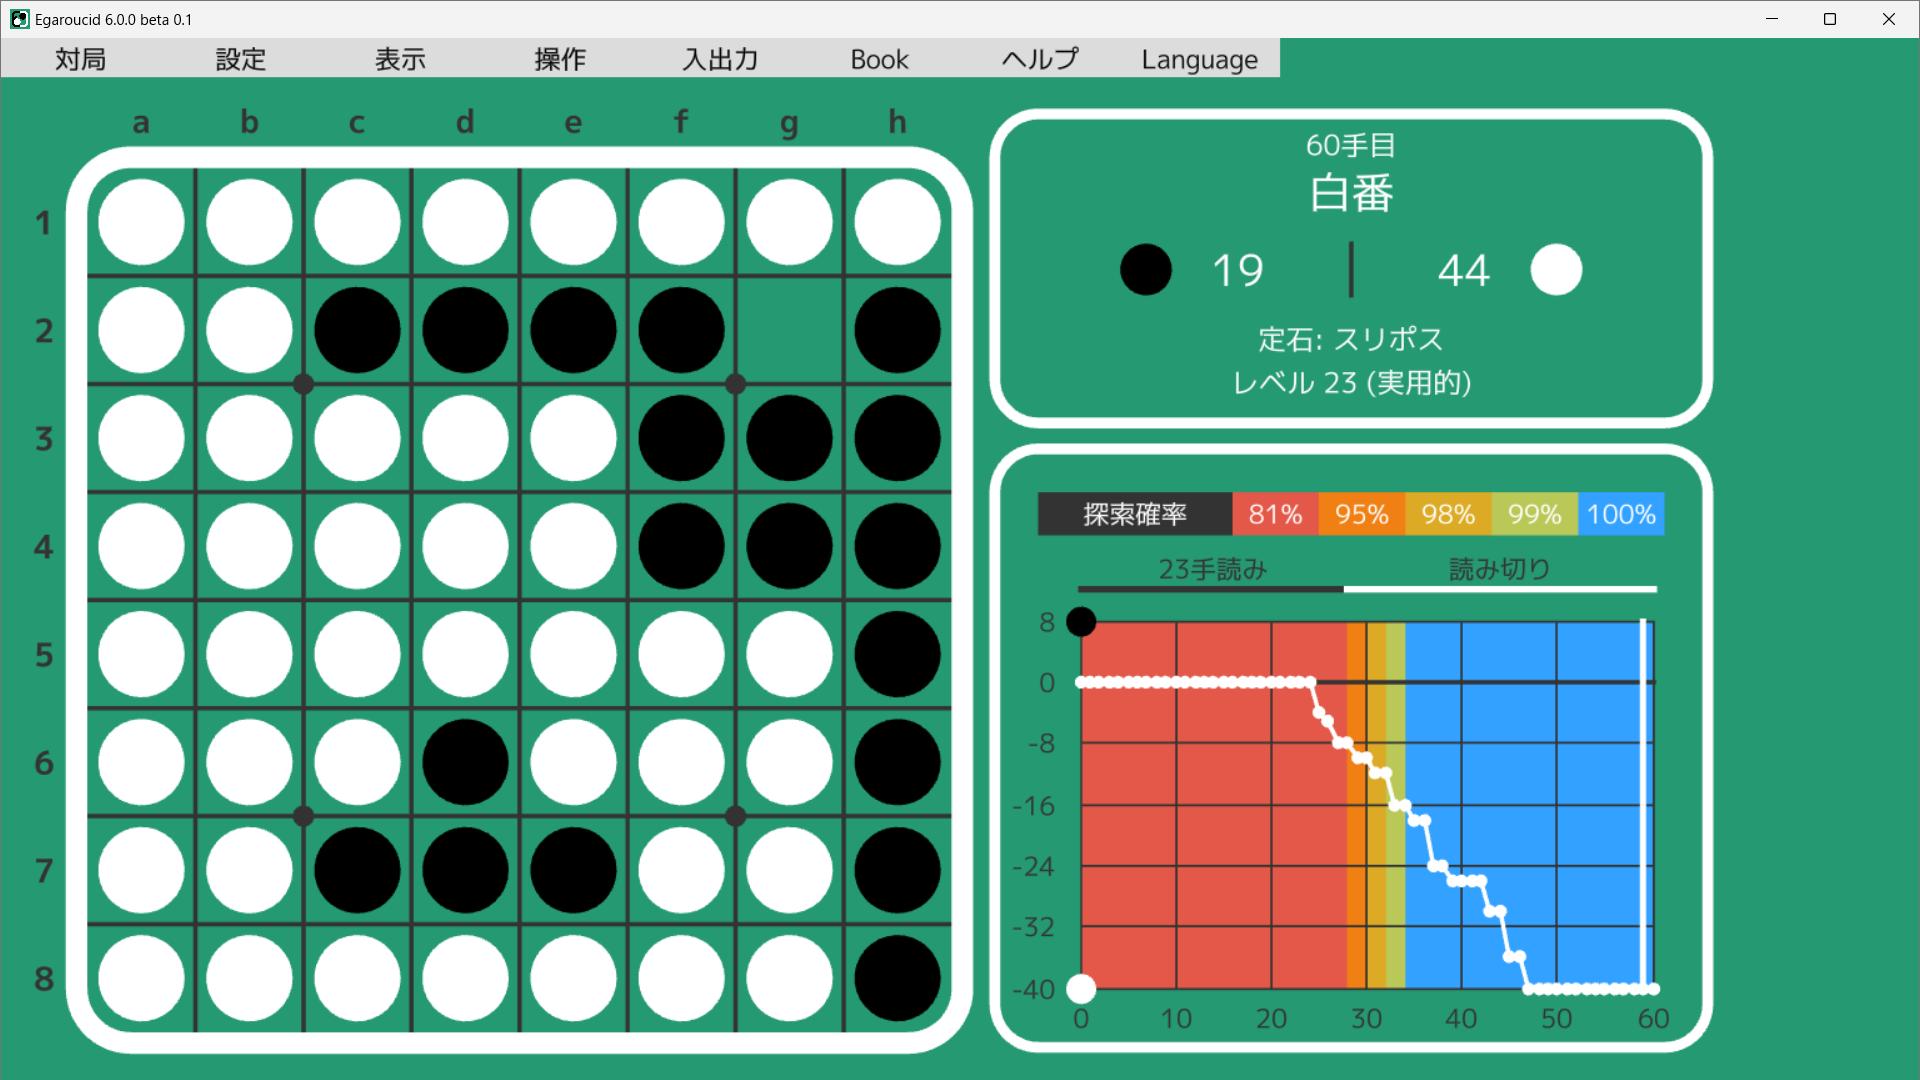 Egaroucid 6.0.0 beta 0.1
対局 設定 表示 操作 入出力 Book ヘルプ Language
a b c d e f g h
1
2
3
4
5
6
7
8
60手目
白番
19 44
定石: スリポス
レベル 23 (実用的)
探索確率 81% 95% 98% 99% 100%
23手読み 読み切り
8
0
-8
-16
-24
-32
-40
0 10 20 30 40 50 60